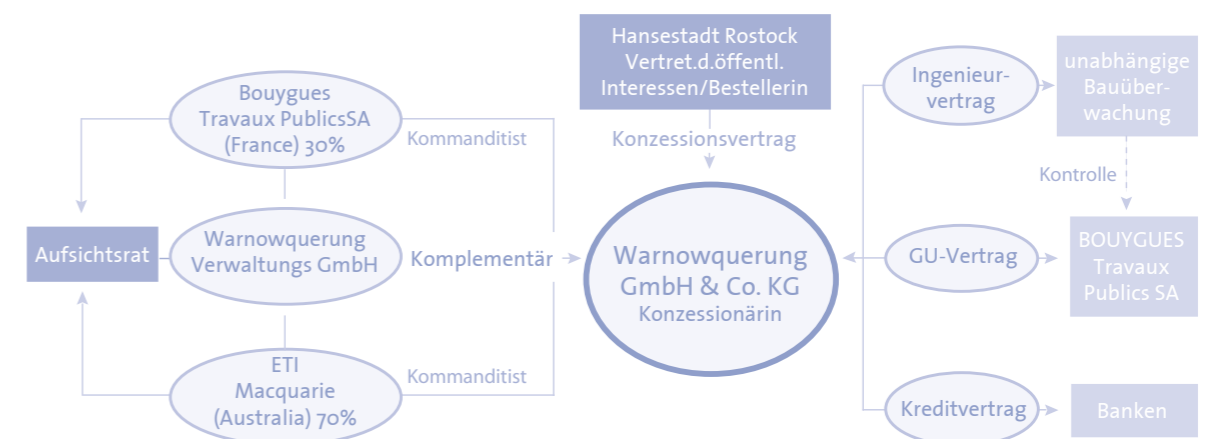 Bouygues
Travaux PublicsSA
(France) 30%
Kommanditist
Aufsichtsrat
Warnowquerung
Verwaltungs GmbH
Komplementär
ETI
Macquarie
(Australia) 70%
Kommanditist
Hansestadt Rostock
Vertret.d.öffentl.
Interessen/Bestellerin
Konzessionsvertrag
Warnowquerung
GmbH & Co. KG
Konzessionärin
Ingenieur-
vertrag
unabhängige
Bauüber-
wachung
Kontrolle
GU-Vertrag
BOUYGUES
Travaux
Publics SA
Kreditvertrag
Banken